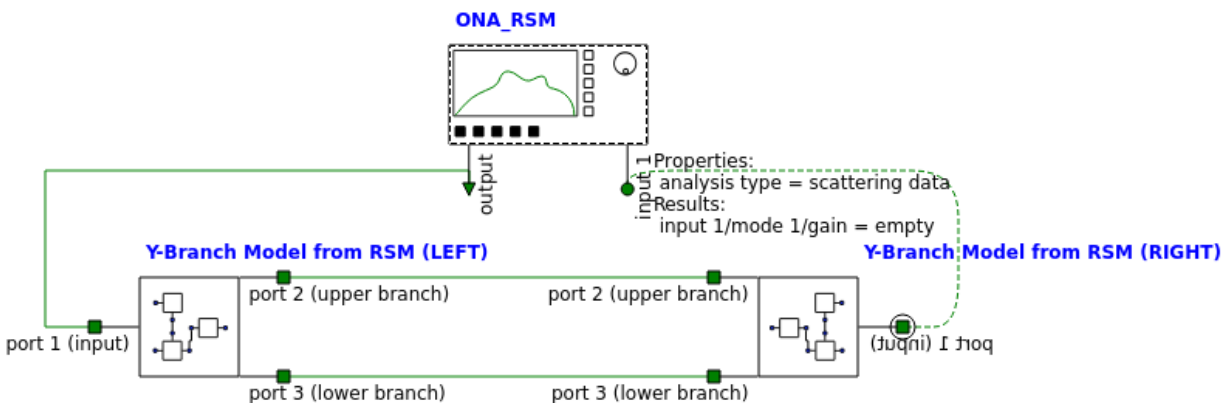 ONA_RSM
output
input_1
Properties:
analysis type = scattering data
Results:
input 1/mode 1/gain = empty
Y-Branch Model from RSM (LEFT)
Y-Branch Model from RSM (RIGHT)
port 2 (upper branch)
port 2 (upper branch)
port 1 (input)
port 1 (input)
port 3 (lower branch)
port 3 (lower branch)